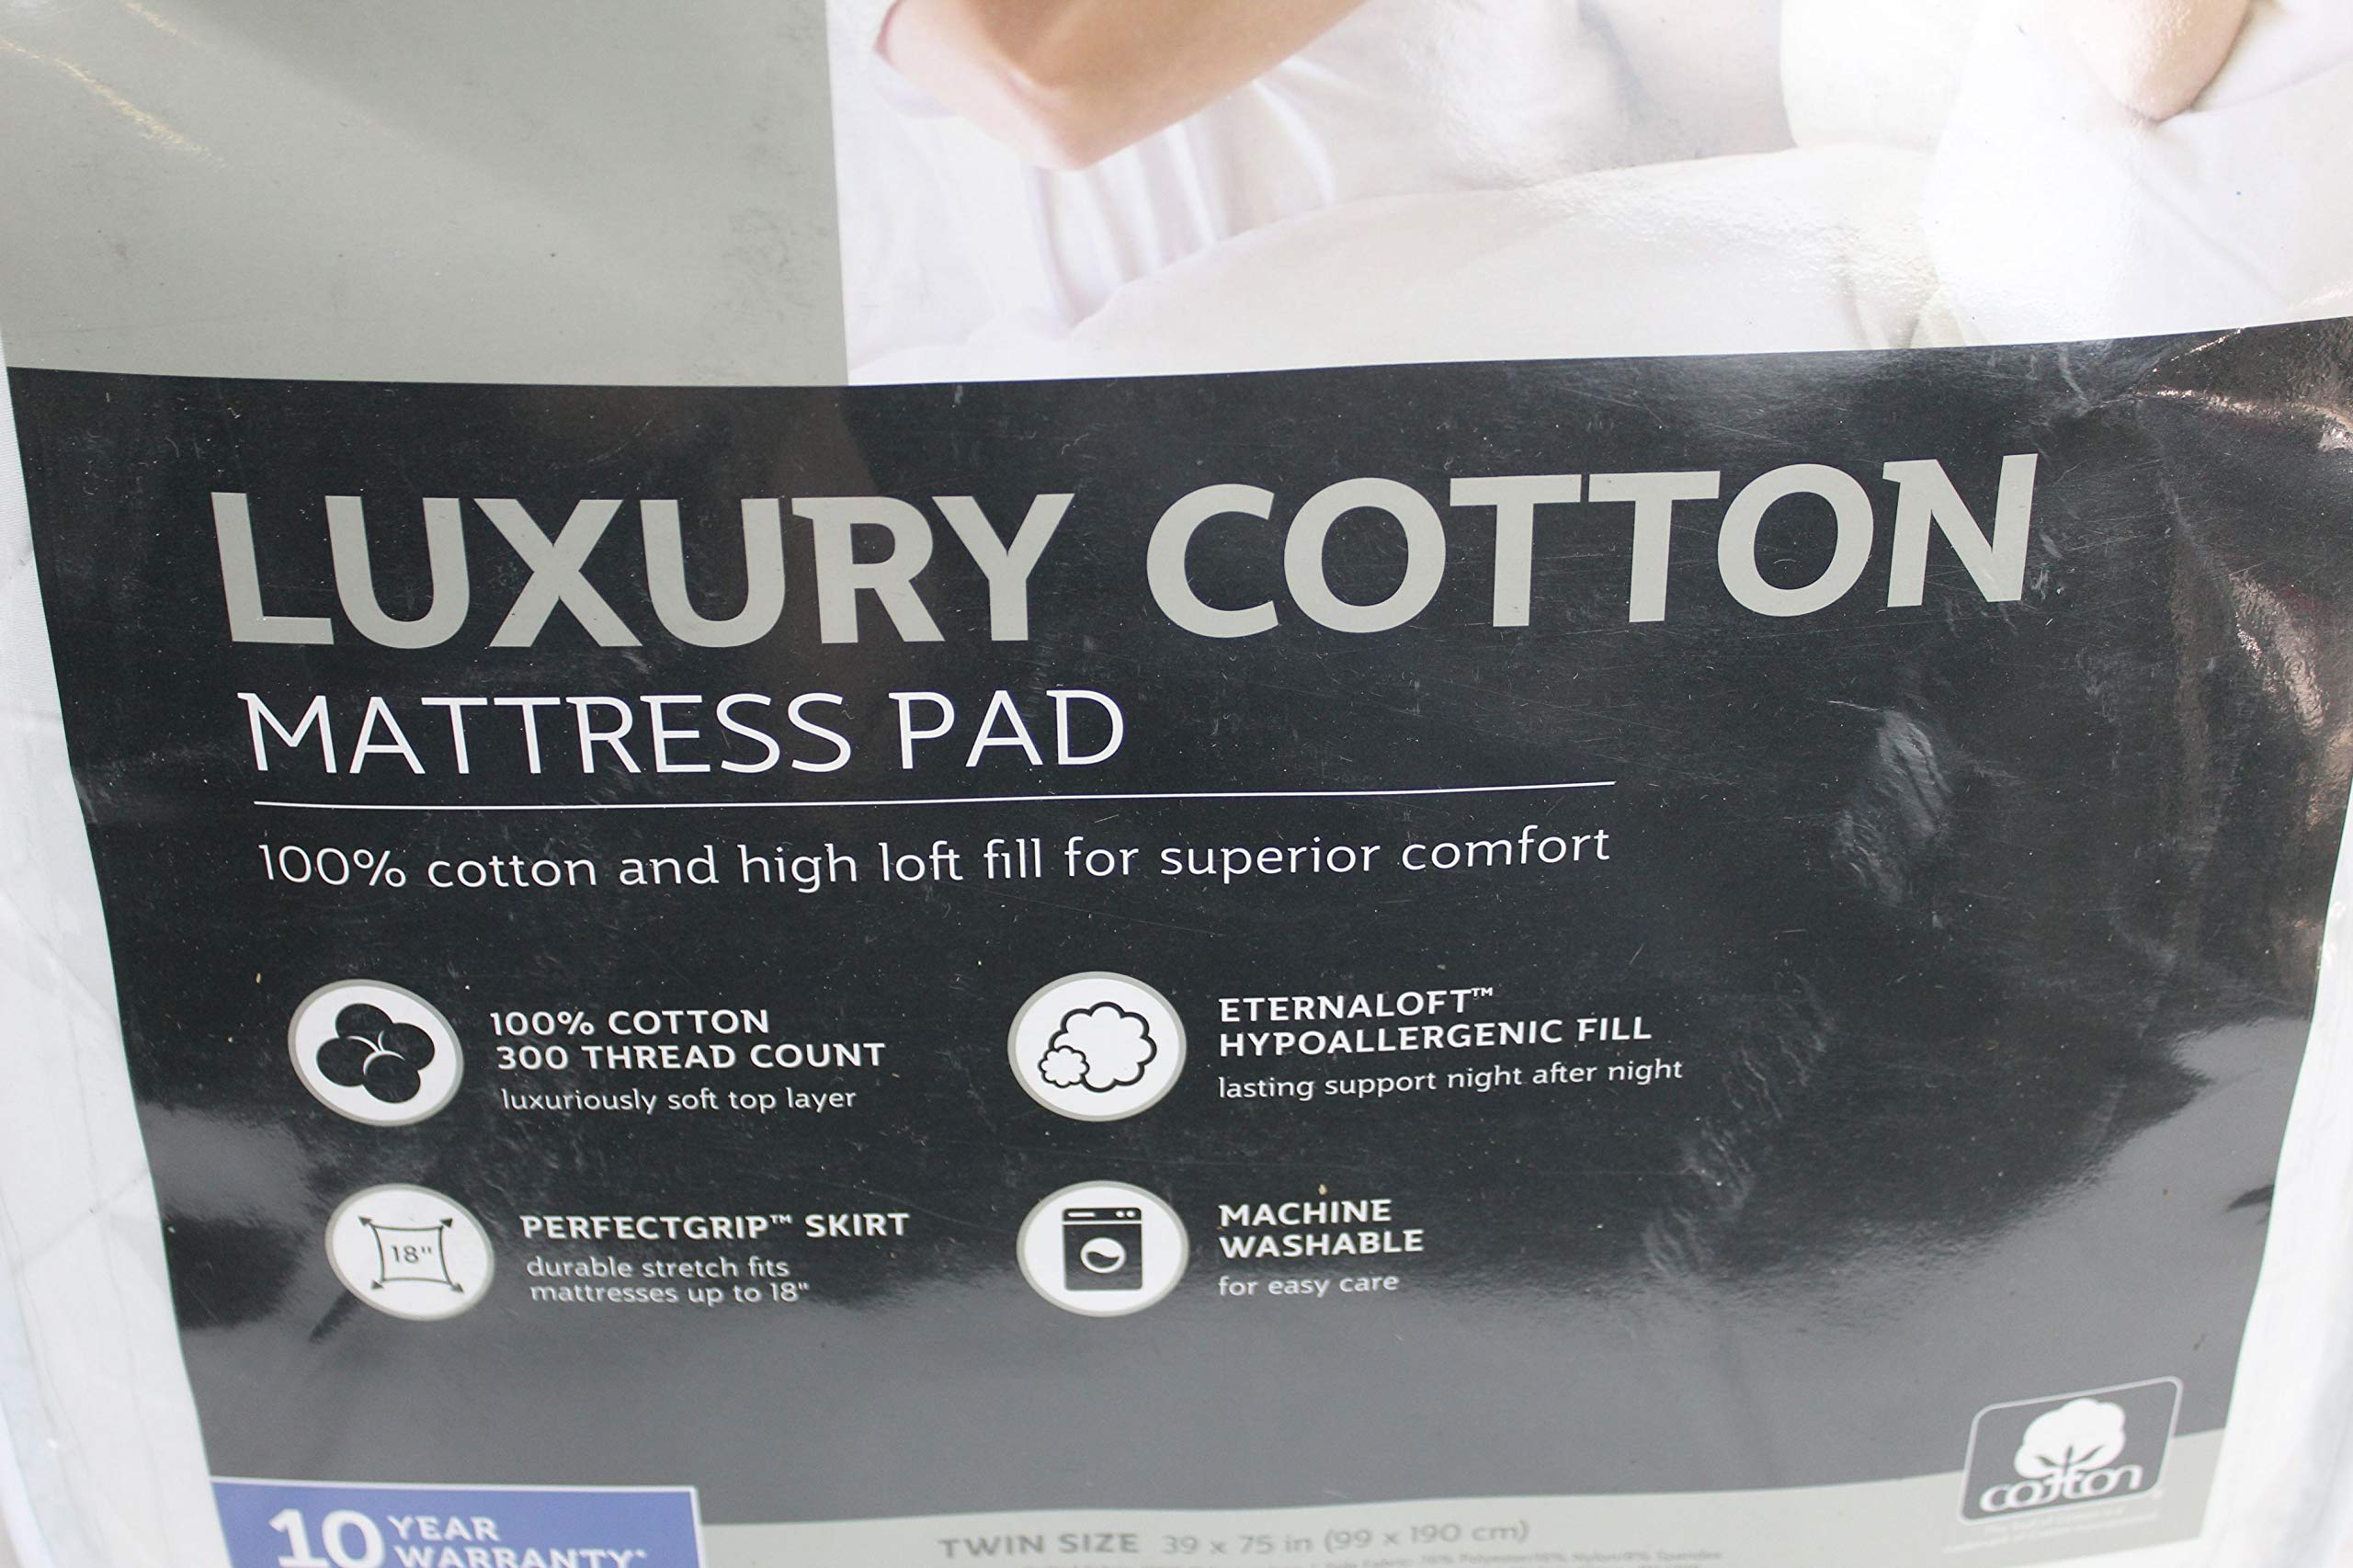 LUXURY COTTON
MATTRESS PAD
100% cotton and high loft fill for superior comfort
100% COTTON
300 THREAD COUNT
luxuriously soft top layer
ETERNALOFT™
HYPOALLERGENIC FILL
lasting support night after night
18"
PERFECTGRIP™ SKIRT
durable stretch fits
mattresses up to 18"
MACHINE
WASHABLE
for easy care
cotton
10 YEAR
WARRANTY*
TWIN SIZE 39 x 75 in (99 x 190 cm)